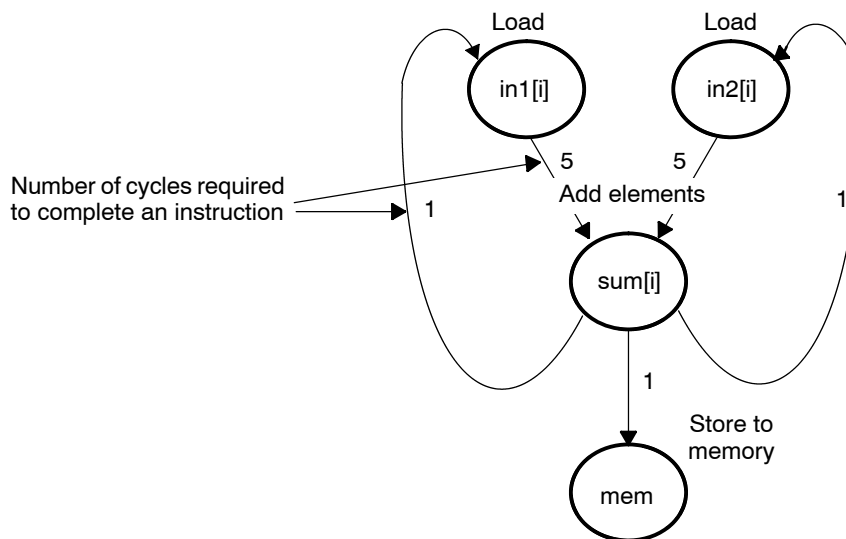 Load
Load
in1[i]
in2[i]
5
5
Number of cycles required
to complete an instruction
Add elements
1
1
sum[i]
1
Store to
memory
mem